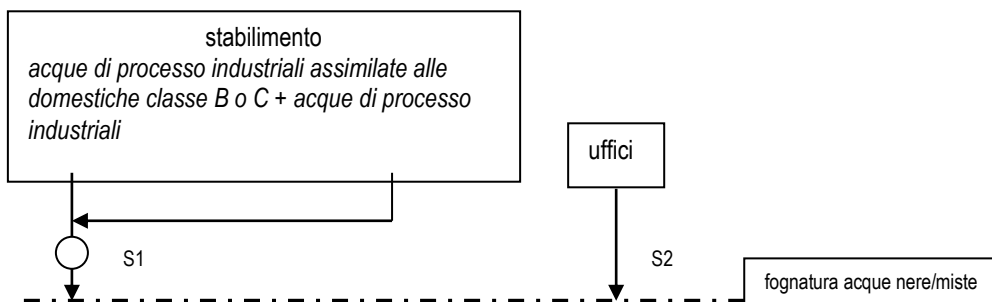 stabilimento
acque di processo industriali assimilate alle
domestiche classe B o C + acque di processo
industriali
uffici
S1
S2
fognatura acque nere/miste